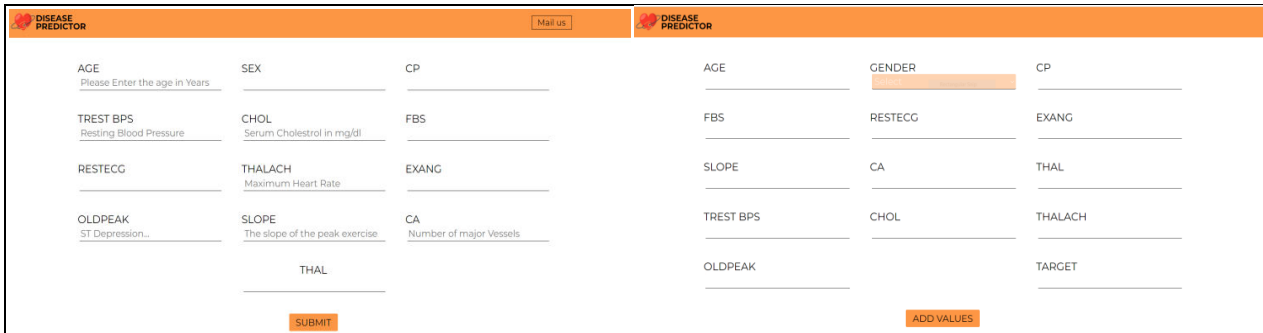 DISEASE
PREDICTOR
Mail us
AGE SEX CP
Please Enter the age in Years
TREST BPS CHOL FBS
Resting Blood Pressure Serum Cholestrol in mg/dl
RESTECG THALACH EXANG
Maximum Heart Rate
OLDPEAK SLOPE CA
ST Depression... The slope of the peak exercise Number of major Vessels
THAL
SUBMIT
DISEASE
PREDICTOR
AGE GENDER CP
FBS RESTECG EXANG
SLOPE CA THAL
TREST BPS CHOL THALACH
OLDPEAK TARGET
ADD VALUES